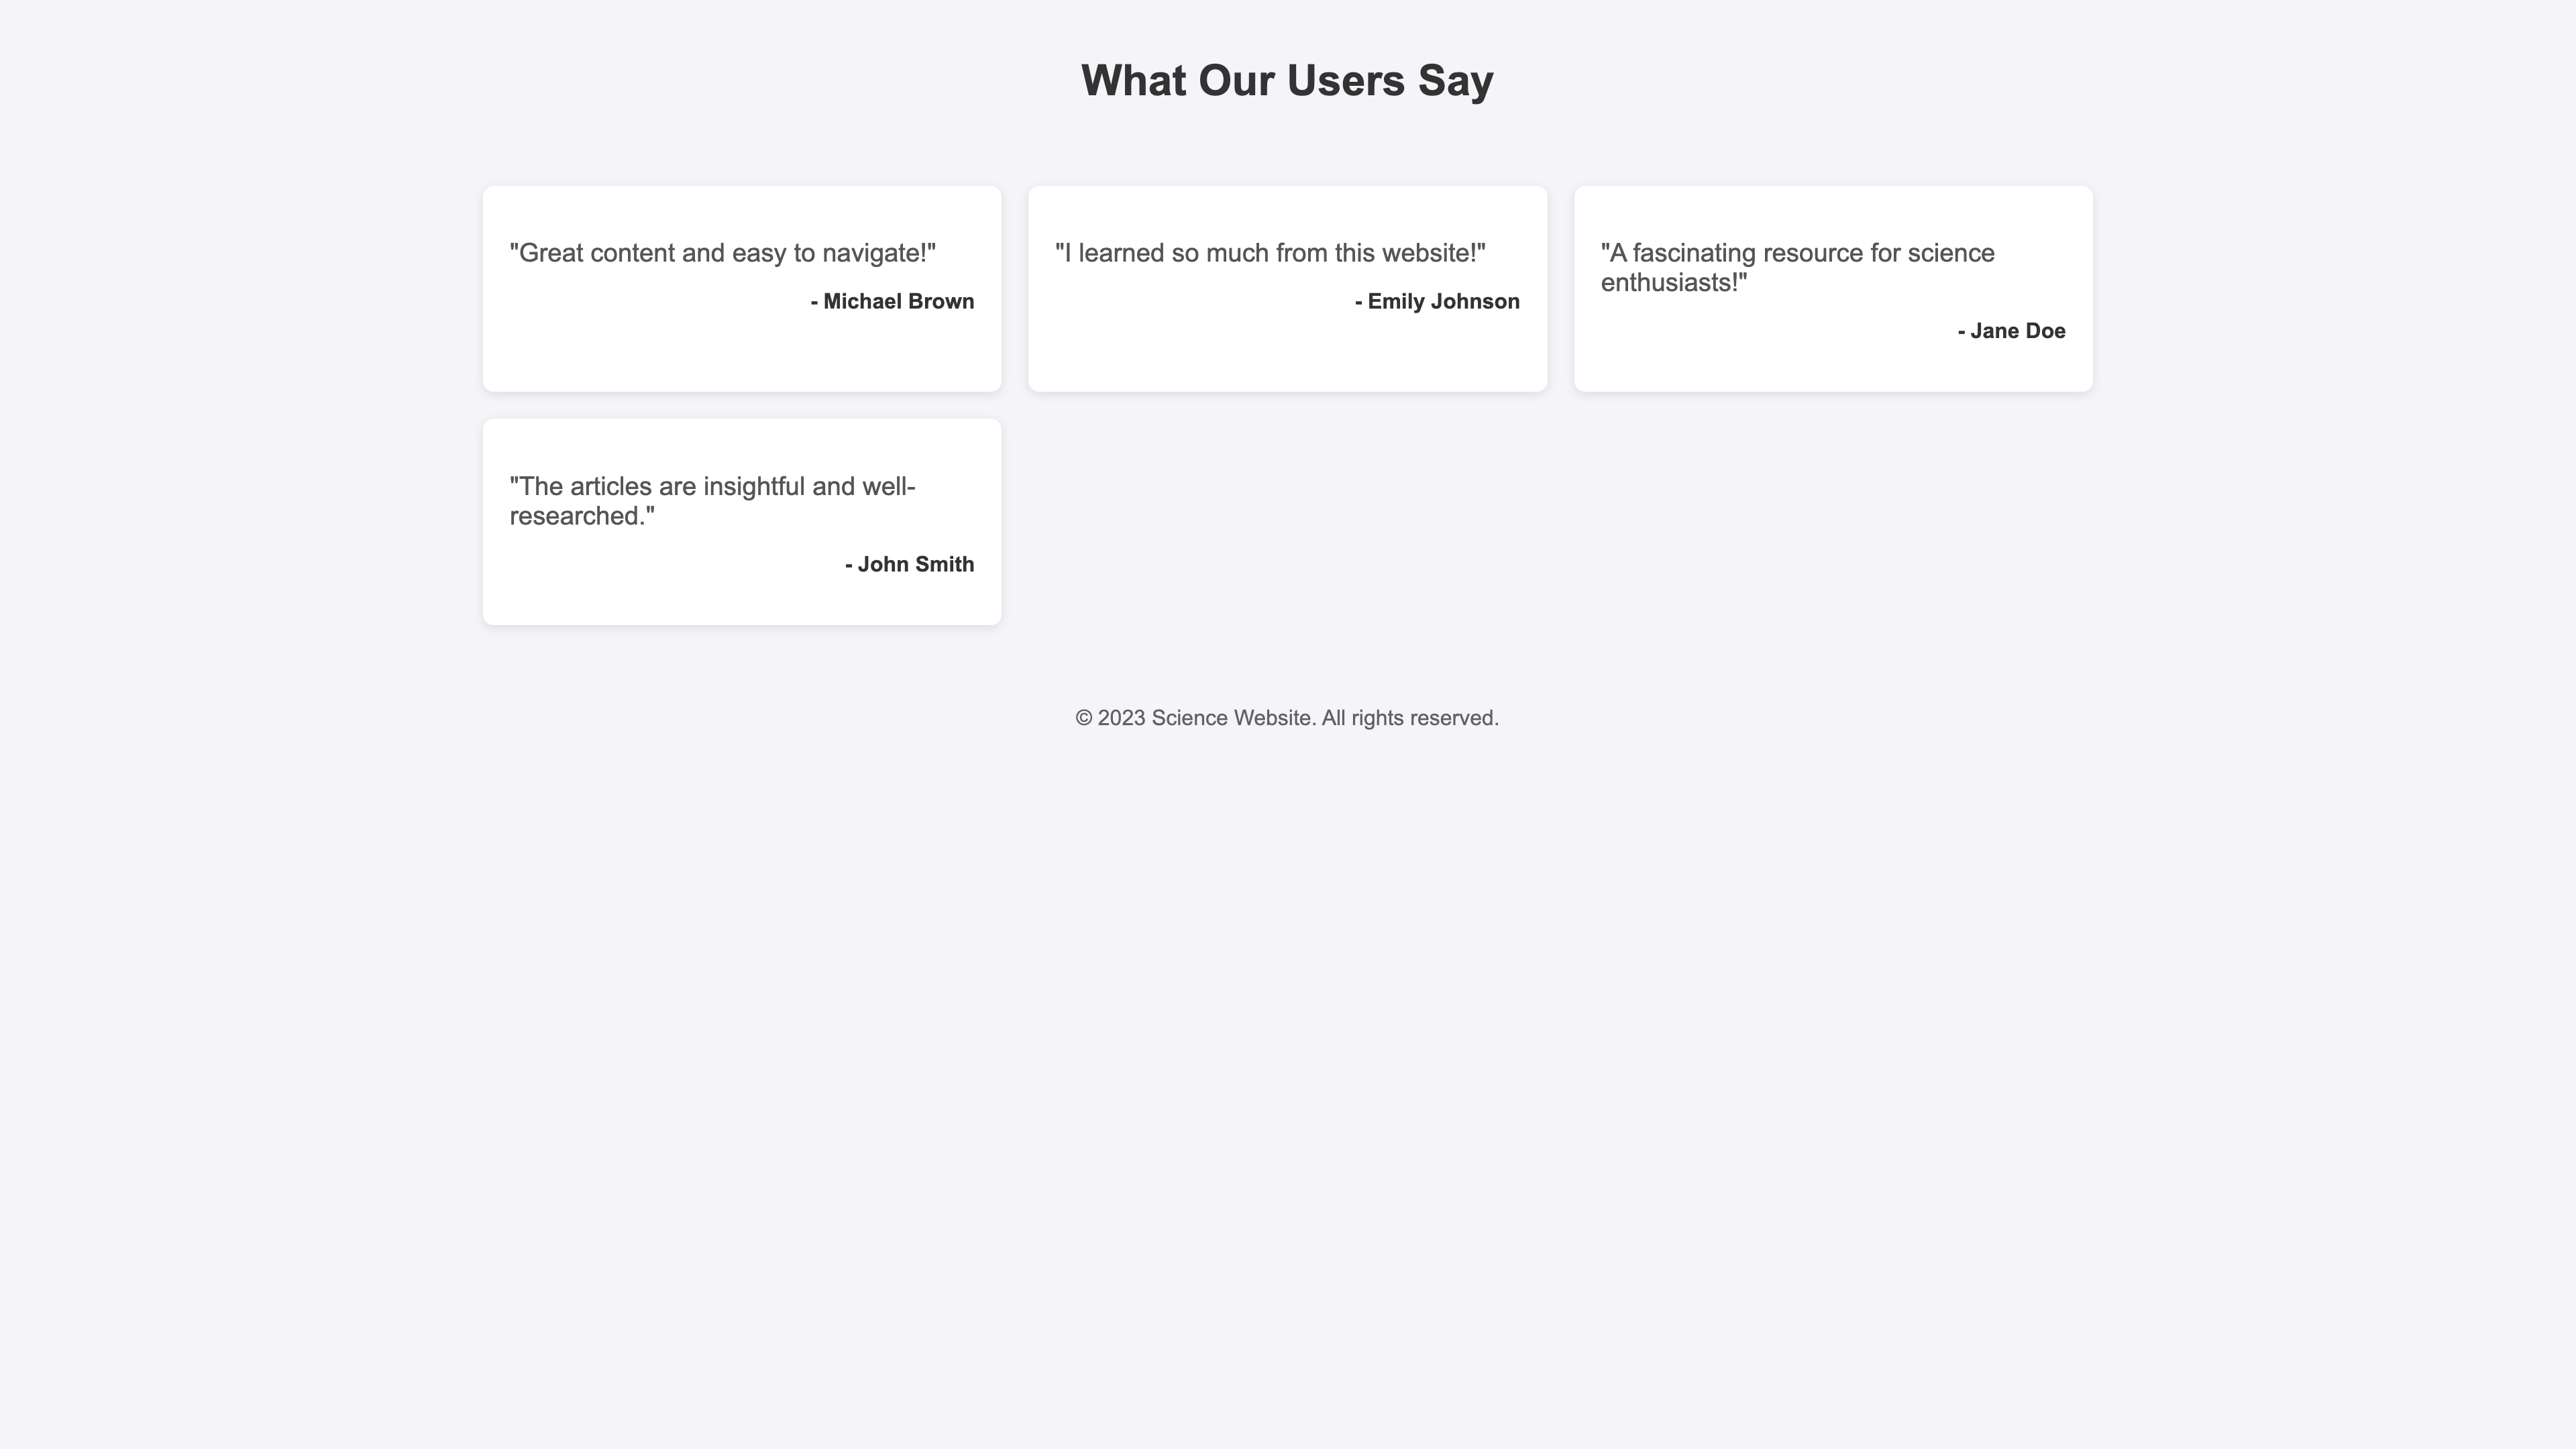 What Our Users Say
"Great content and easy to navigate!"
- Michael Brown
"I learned so much from this website!"
- Emily Johnson
"A fascinating resource for science
enthusiasts!"
- Jane Doe
"The articles are insightful and well-
researched."
- John Smith
© 2023 Science Website. All rights reserved.